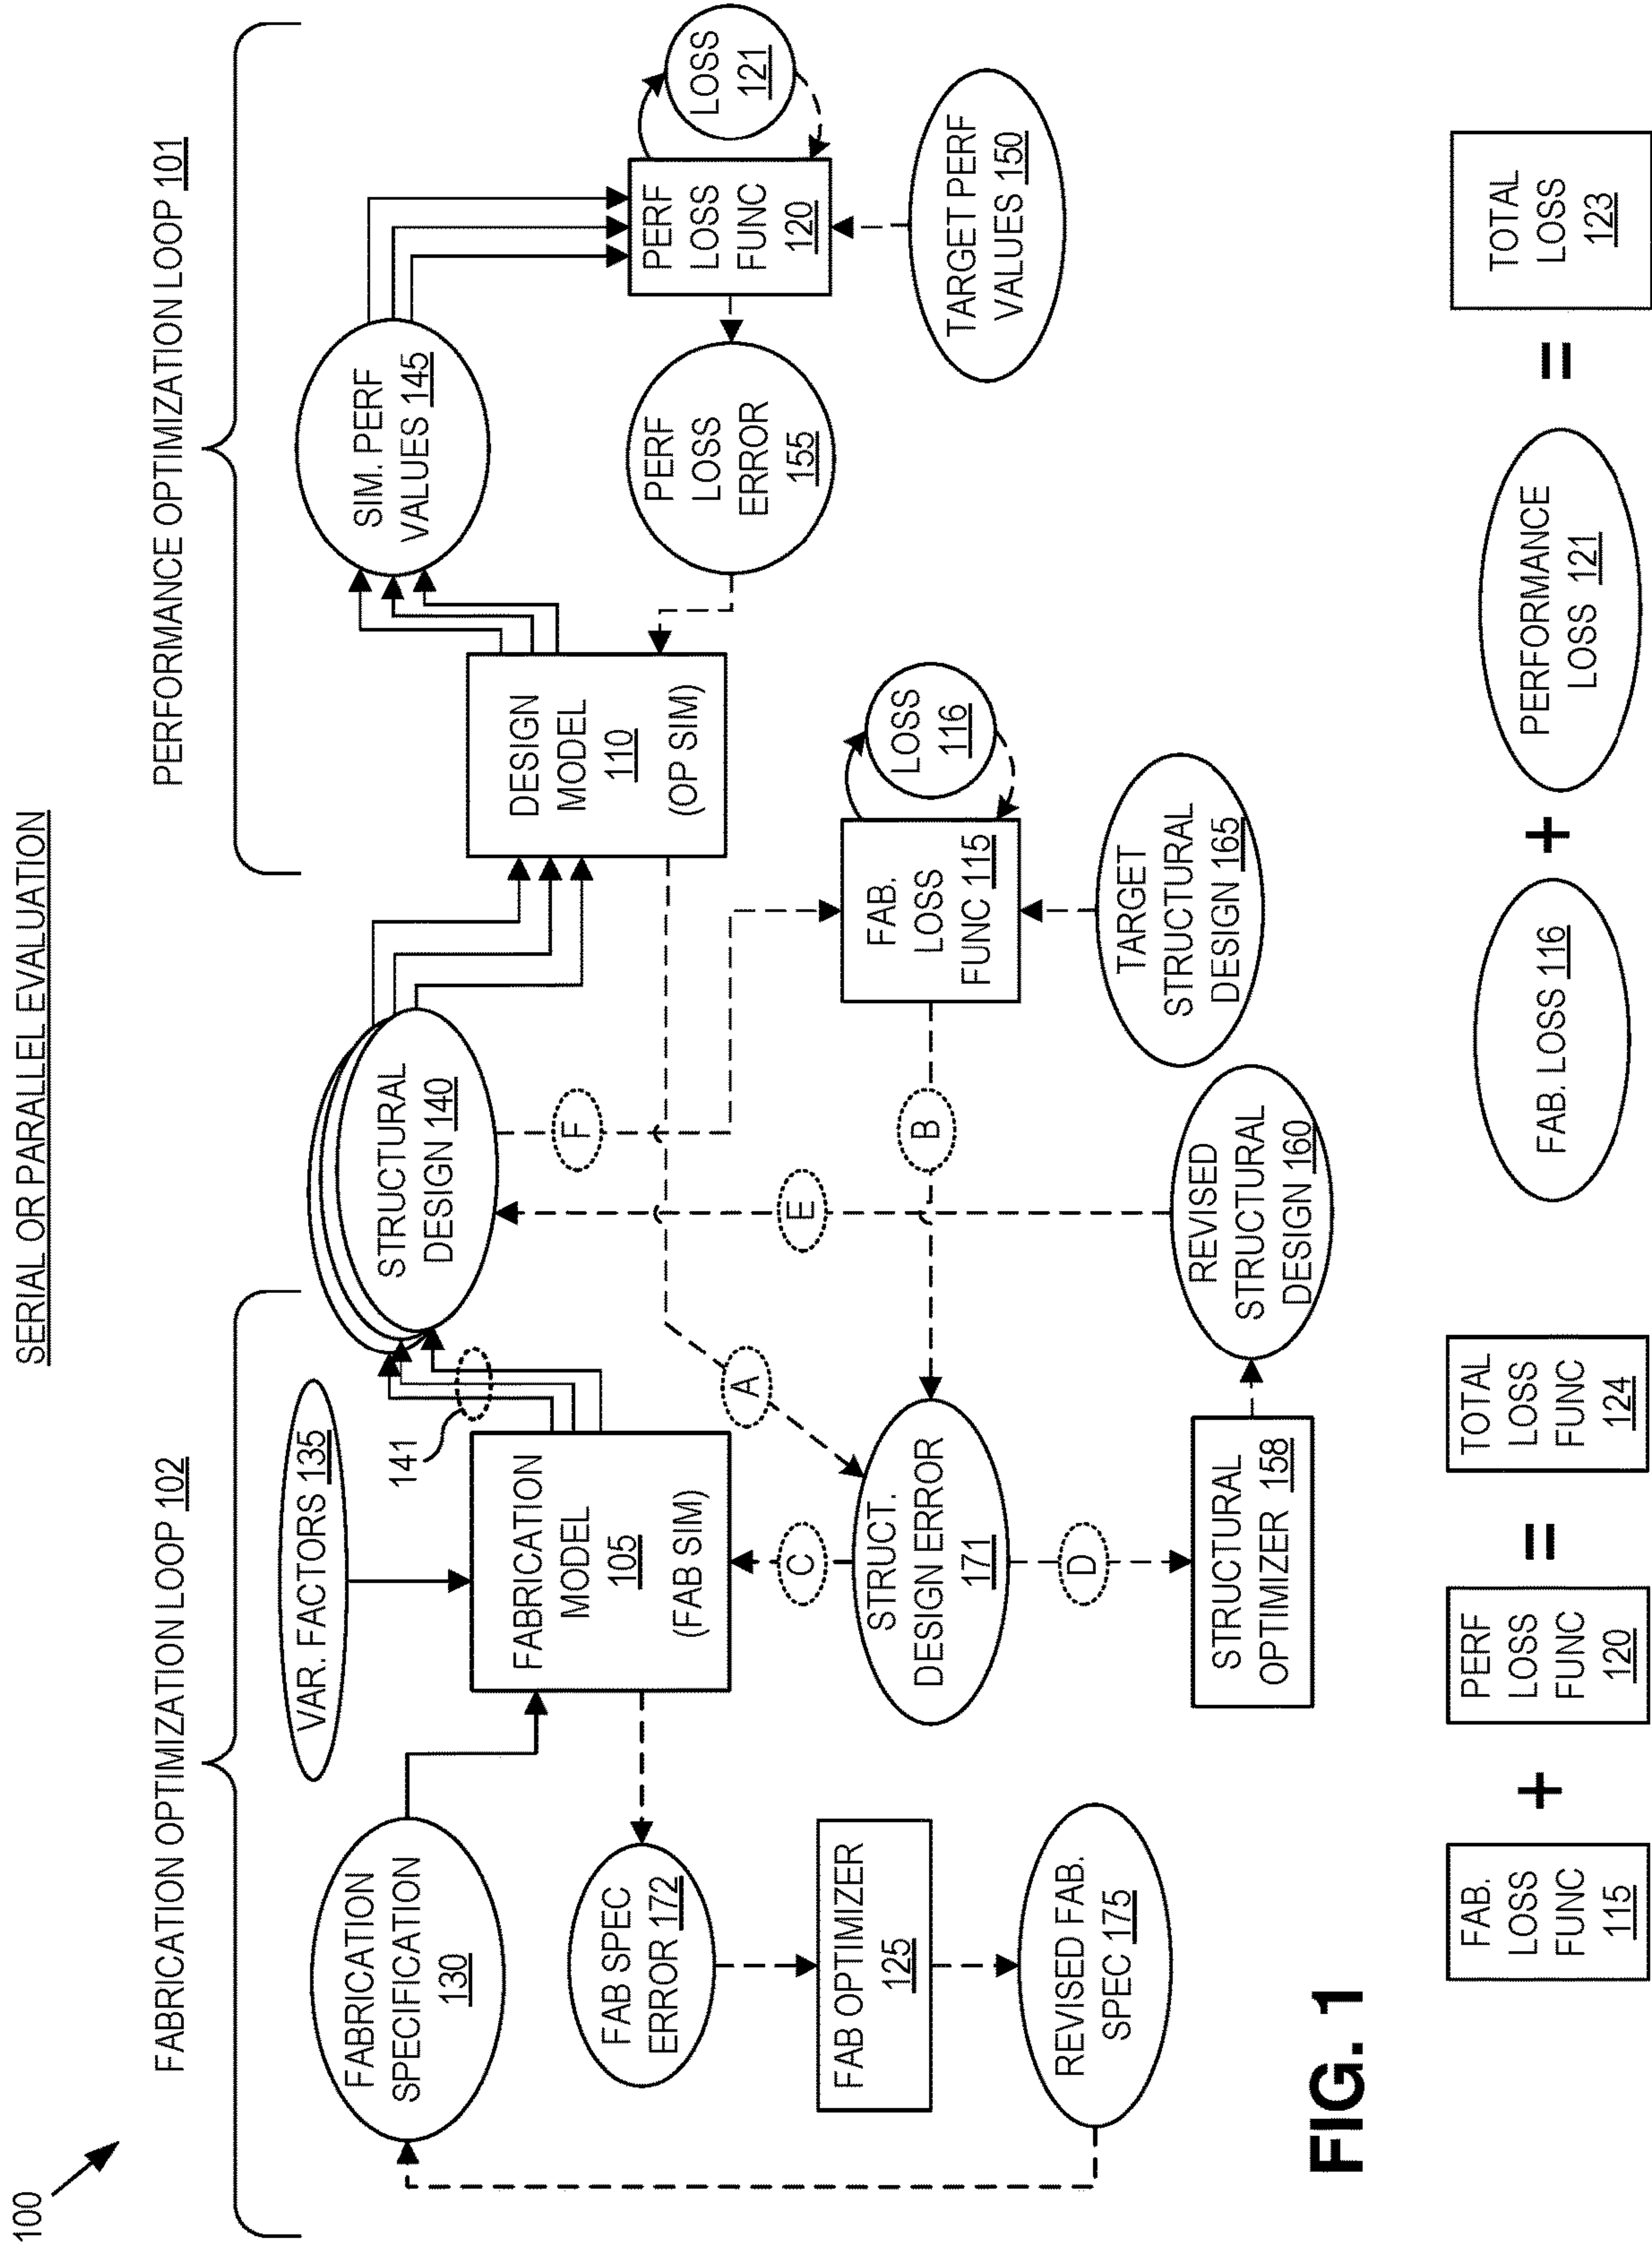 100
SERIAL OR PARALLEL EVALUATION
FABRICATION OPTIMIZATION LOOP 102
PERFORMANCE OPTIMIZATION LOOP 101
FABRICATION
SPECIFICATION
130
VAR. FACTORS 135
141
STRUCTURAL
DESIGN 140
SIM. PERF
VALUES 145
FABRICATION
MODEL
105
(FAB SIM)
DESIGN
MODEL
110
(OP SIM)
PERF
LOSS
FUNC
120
LOSS
121
FAB SPEC
ERROR 172
PERF
LOSS
ERROR
155
F
A
C
E
B
D
FAB OPTIMIZER
125
STRUCT.
DESIGN ERROR
171
FAB.
LOSS
FUNC 115
LOSS
116
TARGET PERF
VALUES 150
REVISED FAB.
SPEC 175
STRUCTURAL
OPTIMIZER 158
REVISED
STRUCTURAL
DESIGN 160
TARGET
STRUCTURAL
DESIGN 165
FIG. 1
FAB.
LOSS
FUNC
115
+
PERF
LOSS
FUNC
120
=
TOTAL
LOSS
FUNC
124
FAB. LOSS 116
+
PERFORMANCE
LOSS 121
=
TOTAL
LOSS
123